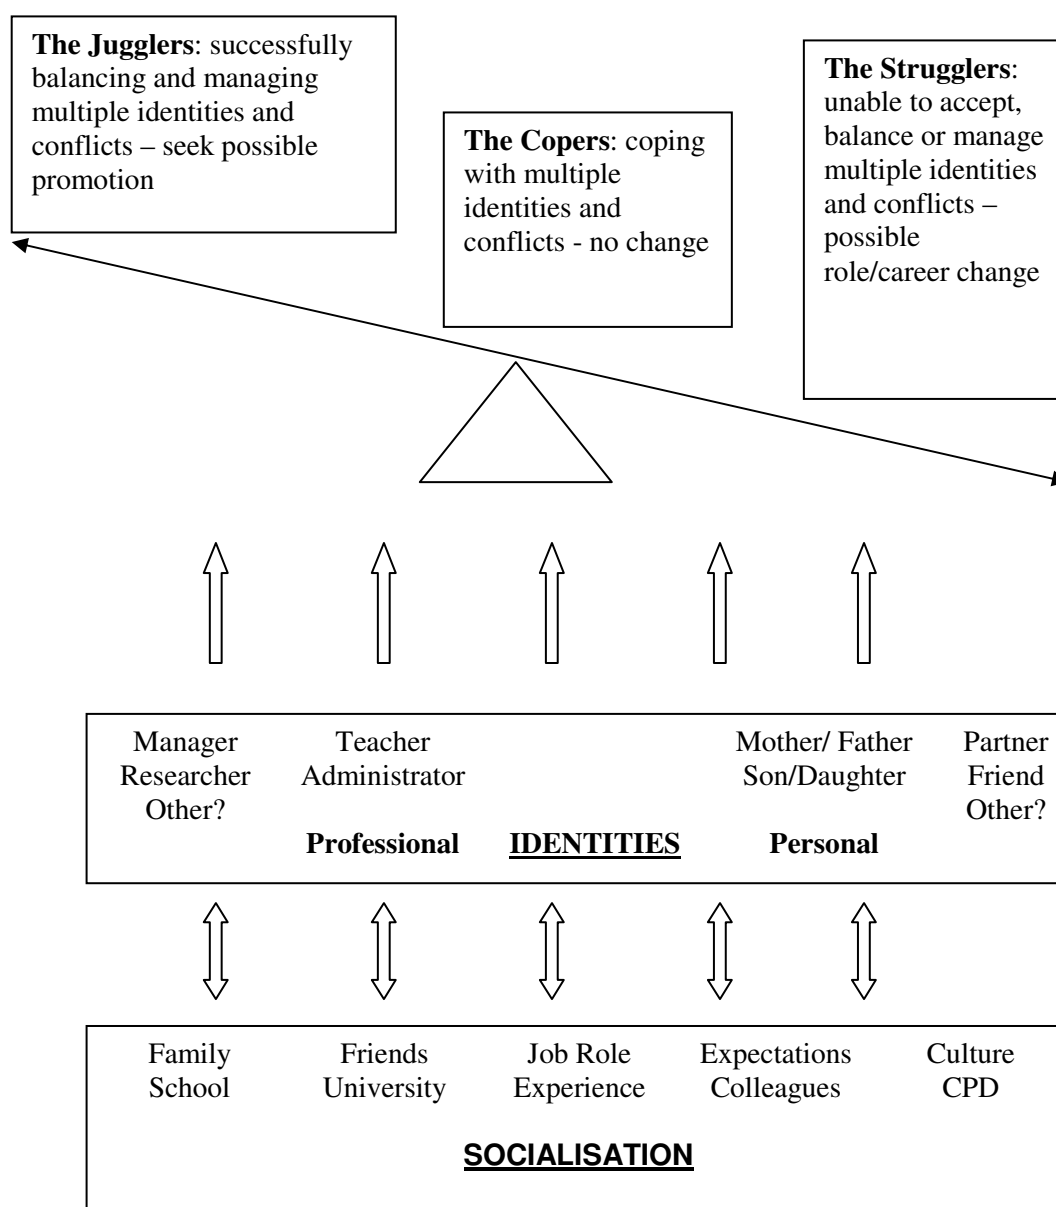 The Jugglers: successfully
balancing and managing
multiple identities and
conflicts – seek possible
promotion
The Copers: coping
with multiple
identities and
conflicts - no change
The Strugglers:
unable to accept,
balance or manage
multiple identities
and conflicts –
possible
role/career change
Manager
Researcher
Other?
Teacher
Administrator
Mother/ Father
Son/Daughter
Partner
Friend
Other?
Professional IDENTITIES Personal
Family
School
Friends
University
Job Role
Experience
Expectations
Colleagues
Culture
CPD
SOCIALISATION